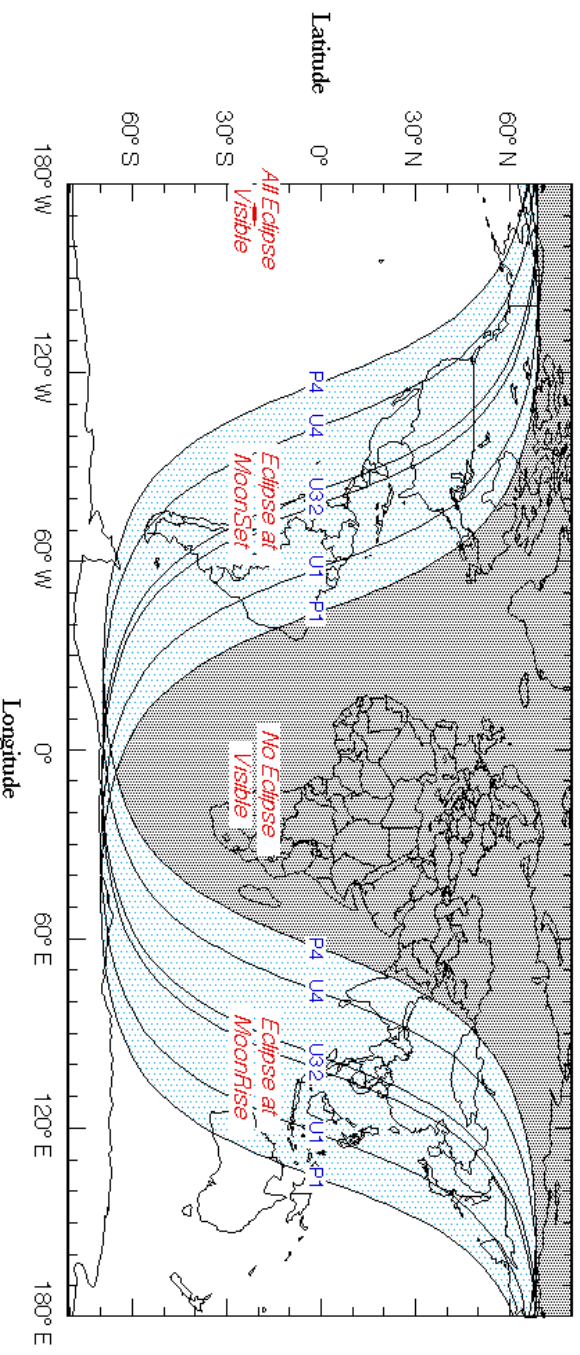 Latitude
60° N
30° N
0°
30° S
60° S
All Eclipse
Visible
P4
U4
U32
U1
P1
Eclipse at
MoonSet
No Eclipse
Visible
P4
U4
U32
U1
P1
Eclipse at
MoonRise
180° W
120° W
60° W
0°
60° E
120° E
180° E
Longitude